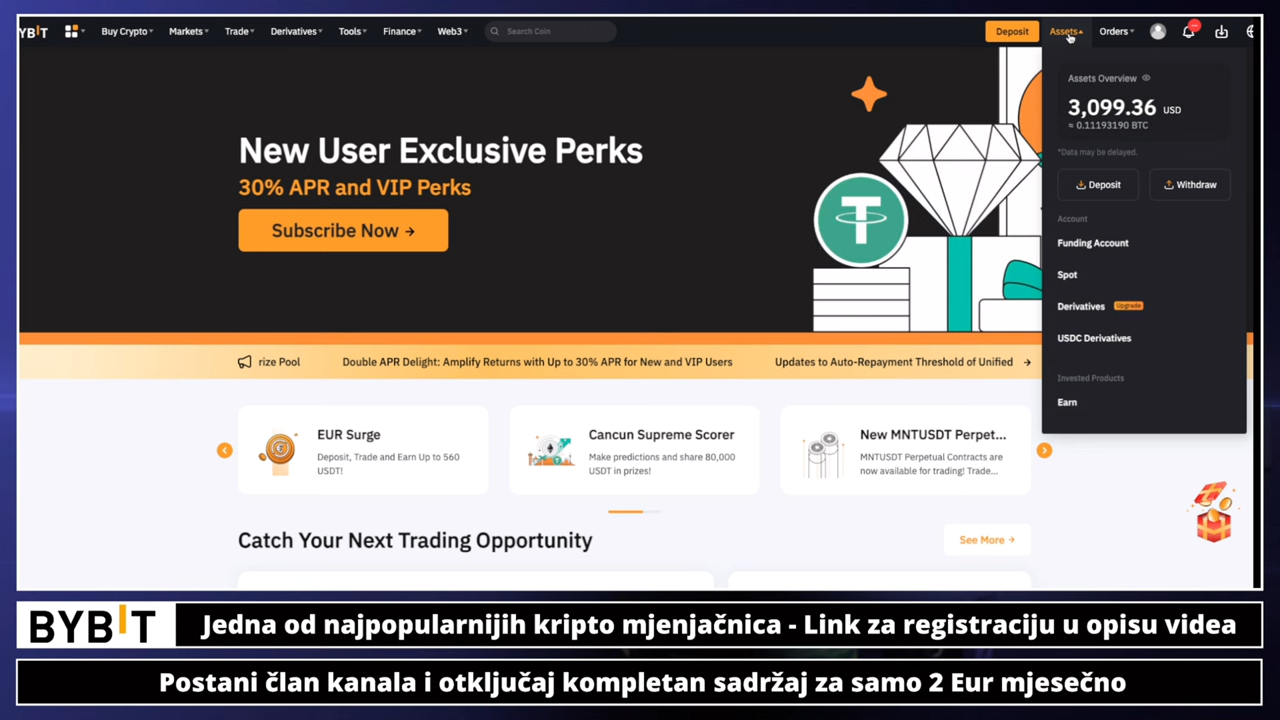 YBIT
Buy Crypto
Markets
Trade
Derivatives
Tools
Finance
Web3
Search Coin
Deposit
Assets
Orders
New User Exclusive Perks
30% APR and VIP Perks
Subscribe Now →
Assets Overview
3,099.36 USD
≈ 0.11193190 BTC
*Data may be delayed.
Deposit
Withdraw
Account
Funding Account
Spot
Derivatives Upgrade
USDC Derivatives
Invested Products
Earn
rize Pool
Double APR Delight: Amplify Returns with Up to 30% APR for New and VIP Users
Updates to Auto-Repayment Threshold of Unified →
EUR Surge
Deposit, Trade and Earn Up to 560
USDT!
Cancun Supreme Scorer
Make predictions and share 80,000
USDT in prizes!
New MNTUSDT Perpet...
MNTUSDT Perpetual Contracts are
now available for trading! Trade...
Catch Your Next Trading Opportunity
See More →
BYBIT
Jedna od najpopularnijih kripto mjenjačnica - Link za registraciju u opisu videa
Postani član kanala i otključaj kompletan sadržaj za samo 2 Eur mjesečno